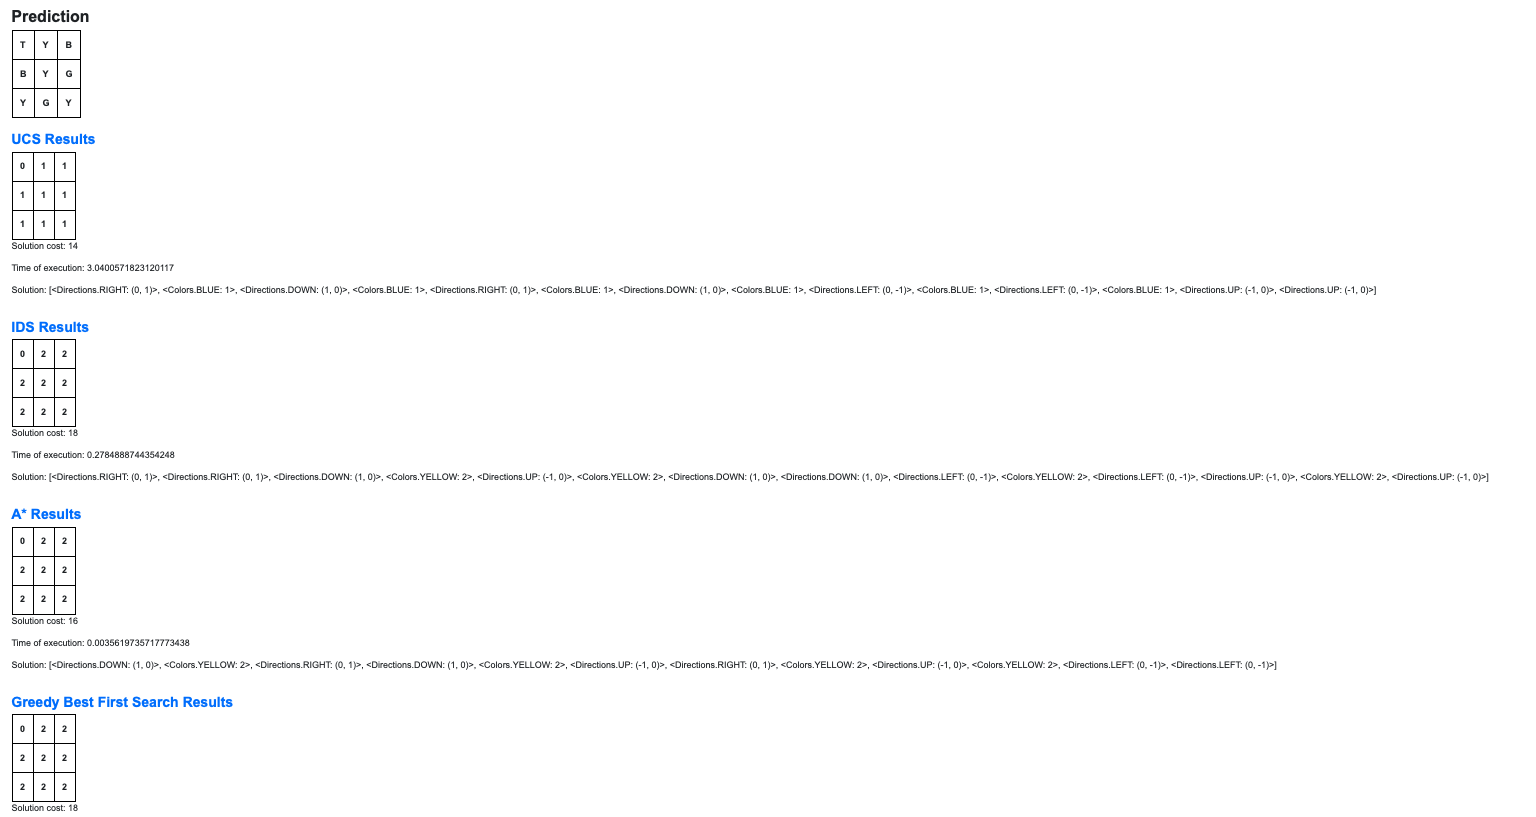 Prediction
T Y B
B Y G
Y G Y
UCS Results
0 1 1
1 1 1
1 1 1
Solution cost: 14
Time of execution: 3.0400571823120117
Solution: [<Directions.RIGHT: (0, 1)>, <Colors.BLUE: 1>, <Directions.DOWN: (1, 0)>, <Colors.BLUE: 1>, <Directions.RIGHT: (0, 1)>, <Colors.BLUE: 1>, <Directions.DOWN: (1, 0)>, <Colors.BLUE: 1>, <Directions.LEFT: (0, -1)>, <Colors.BLUE: 1>, <Directions.LEFT: (0, -1)>, <Colors.BLUE: 1>, <Directions.UP: (-1, 0)>, <Directions.UP: (-1, 0)>]
IDS Results
0 2 2
2 2 2
2 2 2
Solution cost: 18
Time of execution: 0.2784888744354248
Solution: [<Directions.RIGHT: (0, 1)>, <Directions.RIGHT: (0, 1)>, <Directions.DOWN: (1, 0)>, <Colors.YELLOW: 2>, <Directions.UP: (-1, 0)>, <Colors.YELLOW: 2>, <Directions.DOWN: (1, 0)>, <Directions.DOWN: (1, 0)>, <Directions.LEFT: (0, -1)>, <Colors.YELLOW: 2>, <Directions.LEFT: (0, -1)>, <Directions.UP: (-1, 0)>, <Colors.YELLOW: 2>, <Directions.UP: (-1, 0)>]
A* Results
0 2 2
2 2 2
2 2 2
Solution cost: 16
Time of execution: 0.0035619735717773438
Solution: [<Directions.DOWN: (1, 0)>, <Colors.YELLOW: 2>, <Directions.RIGHT: (0, 1)>, <Directions.DOWN: (1, 0)>, <Colors.YELLOW: 2>, <Directions.UP: (-1, 0)>, <Directions.RIGHT: (0, 1)>, <Colors.YELLOW: 2>, <Directions.UP: (-1, 0)>, <Colors.YELLOW: 2>, <Directions.LEFT: (0, -1)>, <Directions.LEFT: (0, -1)>]
Greedy Best First Search Results
0 2 2
2 2 2
2 2 2
Solution cost: 18